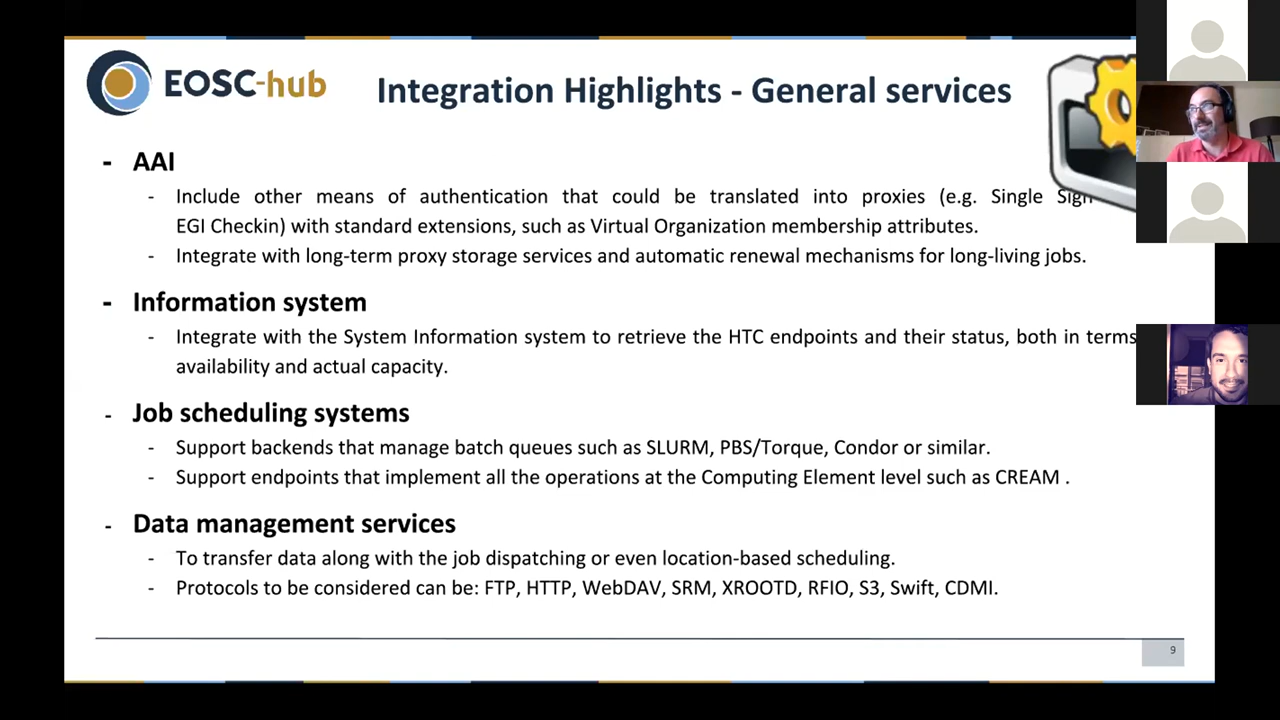 EOSC-hub
Integration Highlights - General services
- AAI
- Include other means of authentication that could be translated into proxies (e.g. Single Sign
EGI Checkin) with standard extensions, such as Virtual Organization membership attributes.
- Integrate with long-term proxy storage services and automatic renewal mechanisms for long-living jobs.
- Information system
- Integrate with the System Information system to retrieve the HTC endpoints and their status, both in terms
availability and actual capacity.
- Job scheduling systems
- Support backends that manage batch queues such as SLURM, PBS/Torque, Condor or similar.
- Support endpoints that implement all the operations at the Computing Element level such as CREAM .
- Data management services
- To transfer data along with the job dispatching or even location-based scheduling.
- Protocols to be considered can be: FTP, HTTP, WebDAV, SRM, XROOTD, RFIO, S3, Swift, CDMI.
9